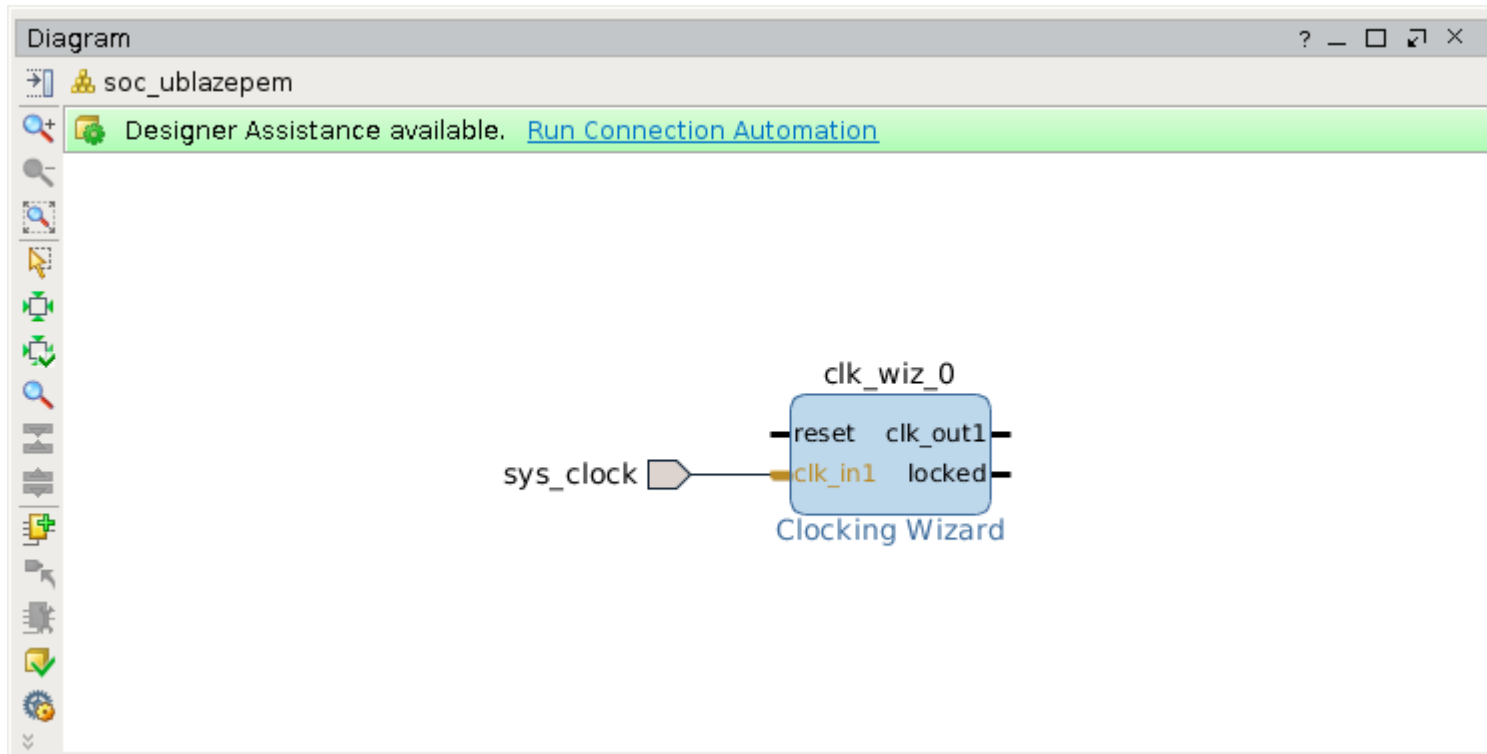 Diagram
soc_ublazepem
Designer Assistance available. Run Connection Automation
clk_wiz_0
reset clk_out1
sys_clock clk_in1 locked
Clocking Wizard